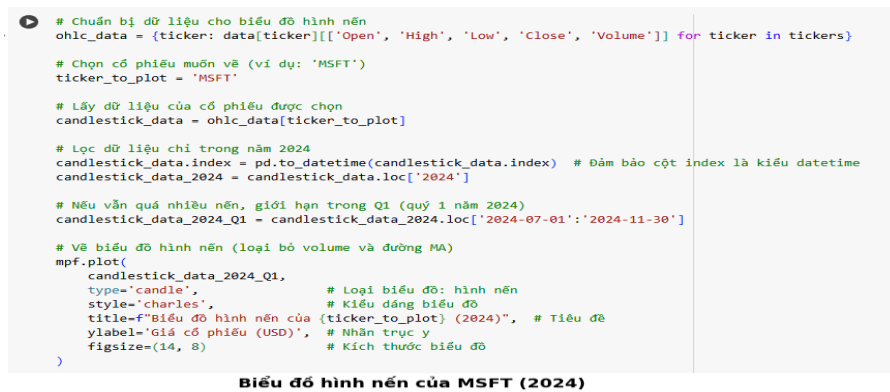 # Chuẩn bị dữ liệu cho biểu đồ hình nến
ohlc_data = {ticker: data[ticker][['Open', 'High', 'Low', 'Close', 'Volume']] for ticker in tickers}
# Chọn cổ phiếu muốn vẽ (ví dụ: 'MSFT')
ticker_to_plot = 'MSFT'
# Lấy dữ liệu của cổ phiếu được chọn
candlestick_data = ohlc_data[ticker_to_plot]
# Lọc dữ liệu chỉ trong năm 2024
candlestick_data.index = pd.to_datetime(candlestick_data.index)  # Đảm bảo cột index là kiểu datetime
candlestick_data_2024 = candlestick_data.loc['2024']
# Nếu vẫn quá nhiều nến, giới hạn trong Q1 (quý 1 năm 2024)
candlestick_data_2024_Q1 = candlestick_data_2024.loc['2024-07-01':'2024-11-30']
# Vẽ biểu đồ hình nến (loại bỏ volume và đường MA)
mpf.plot(
    candlestick_data_2024_Q1,
    type='candle',                # Loại biểu đồ: hình nến
    style='charles',              # Kiểu dáng biểu đồ
    title=f"Biểu đồ hình nến của {ticker_to_plot} (2024)",  # Tiêu đề
    ylabel='Giá cổ phiếu (USD)',  # Nhãn trục y
    figsize=(14, 8)               # Kích thước biểu đồ
)
Biểu đồ hình nến của MSFT (2024)